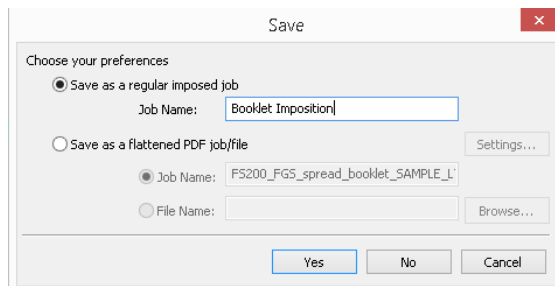 Save
Choose your preferences
Save as a regular imposed job
Job Name: Booklet Imposition
Save as a flattened PDF job/file Settings...
Job Name: FS200_FGS_spread_booklet_SAMPLE_L
File Name: Browse...
Yes No Cancel